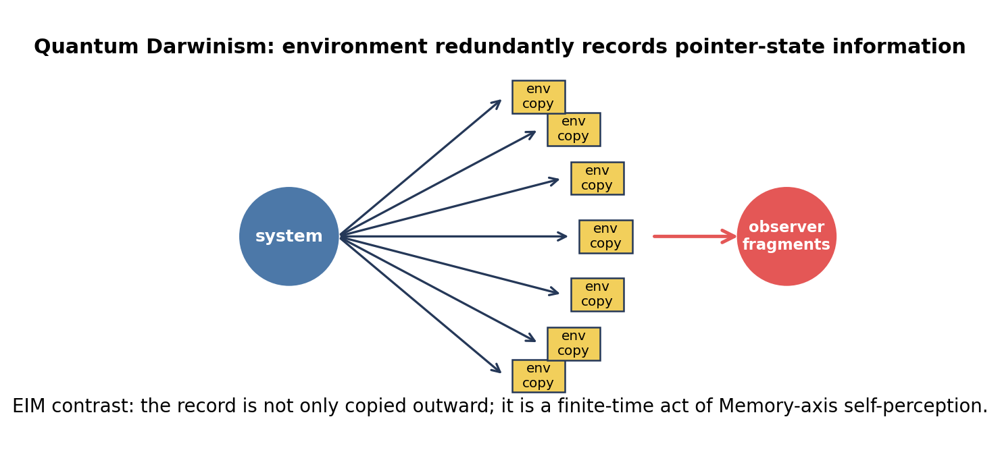 Quantum Darwinism: environment redundantly records pointer-state information
env
copy
env
copy
env
copy
system
env
copy
observer
fragments
env
copy
env
copy
env
copy
EIM contrast: the record is not only copied outward; it is a finite-time act of Memory-axis self-perception.